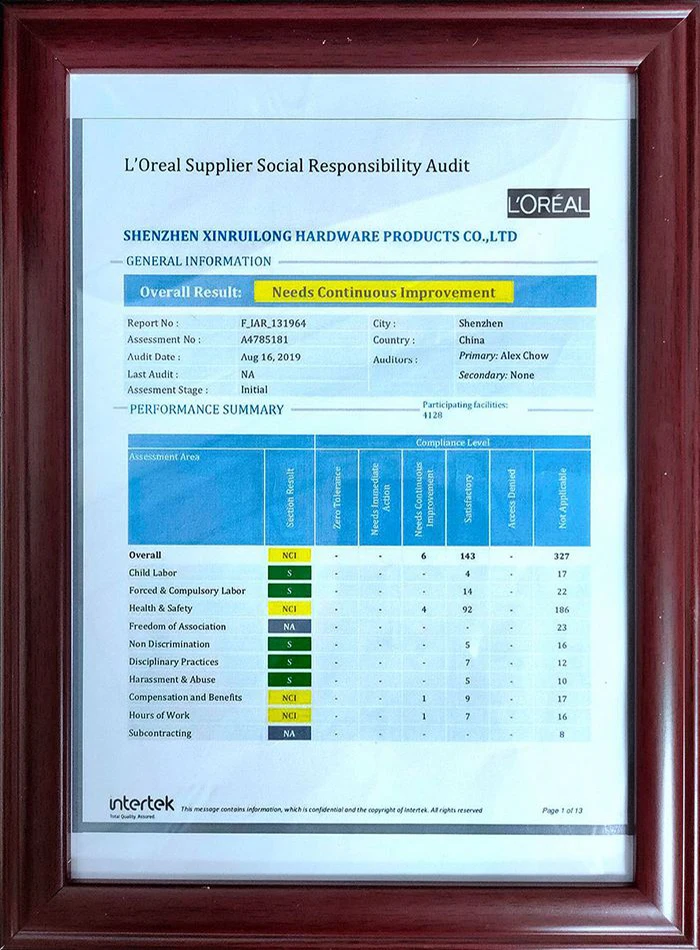 L'Oreal Supplier Social Responsibility Audit
L'ORÉAL
SHENZHEN XINRUILONG HARDWARE PRODUCTS CO.,LTD
GENERAL INFORMATION
Overall Result: Needs Continuous Improvement
Report No : F_IAR_131964 City : Shenzhen
Assessment No : A4785181 Country : China
Audit Date : Aug 16, 2019 Auditors : Primary: Alex Chow
Last Audit : NA Secondary: None
Assesment Stage : Initial
PERFORMANCE SUMMARY
Participating facilities:
4128
Compliance Level
Assessment Area
Section Result
Zero Tolerance
Needs Immediate
Action
Needs Continuous
Improvement
Satisfactory
Access Denied
Not Applicable
Overall NCI - - 6 143 - 327
Child Labor S - - - 4 - 17
Forced & Compulsory Labor S - - - 14 - 22
Health & Safety NCI - - 4 92 - 186
Freedom of Association NA - - - - - 23
Non Discrimination S - - - 5 - 16
Disciplinary Practices S - - - 7 - 12
Harassment & Abuse S - - - 5 - 10
Compensation and Benefits NCI - - 1 9 - 17
Hours of Work NCI - - 1 7 - 16
Subcontracting NA - - - - - 8
intertek
Total Quality. Assured.
This message contains information, which is confidential and the copyright of Intertek. All rights reserved
Page 1 of 13